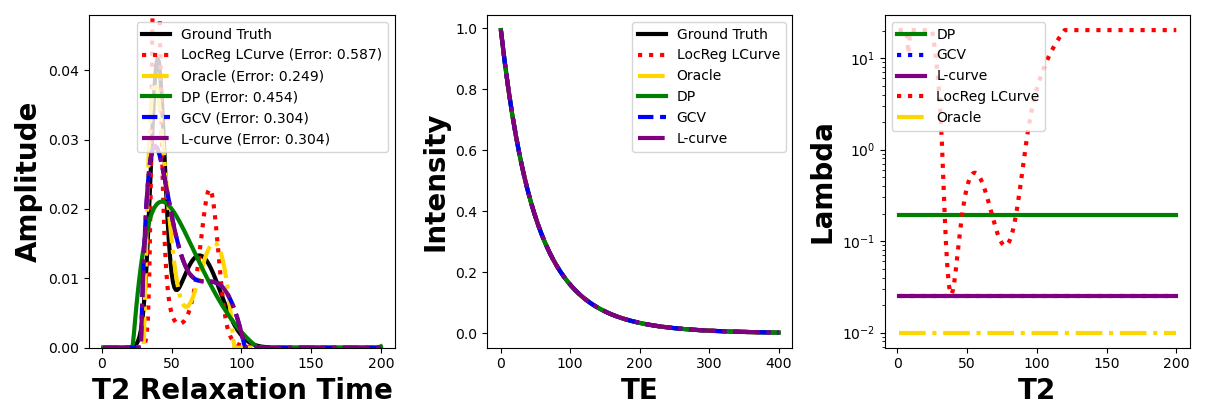 Amplitude
0.04
0.03
0.02
0.01
0.00
0
50
100
150
200
T2 Relaxation Time
Ground Truth
LocReg LCurve (Error: 0.587)
Oracle (Error: 0.249)
DP (Error: 0.454)
GCV (Error: 0.304)
L-curve (Error: 0.304)
Intensity
1.0
0.8
0.6
0.4
0.2
0.0
0
100
200
300
400
TE
Ground Truth
LocReg LCurve
Oracle
DP
GCV
L-curve
Lambda
10¹
10⁰
10⁻¹
10⁻²
0
50
100
150
200
T2
DP
GCV
L-curve
LocReg LCurve
Oracle